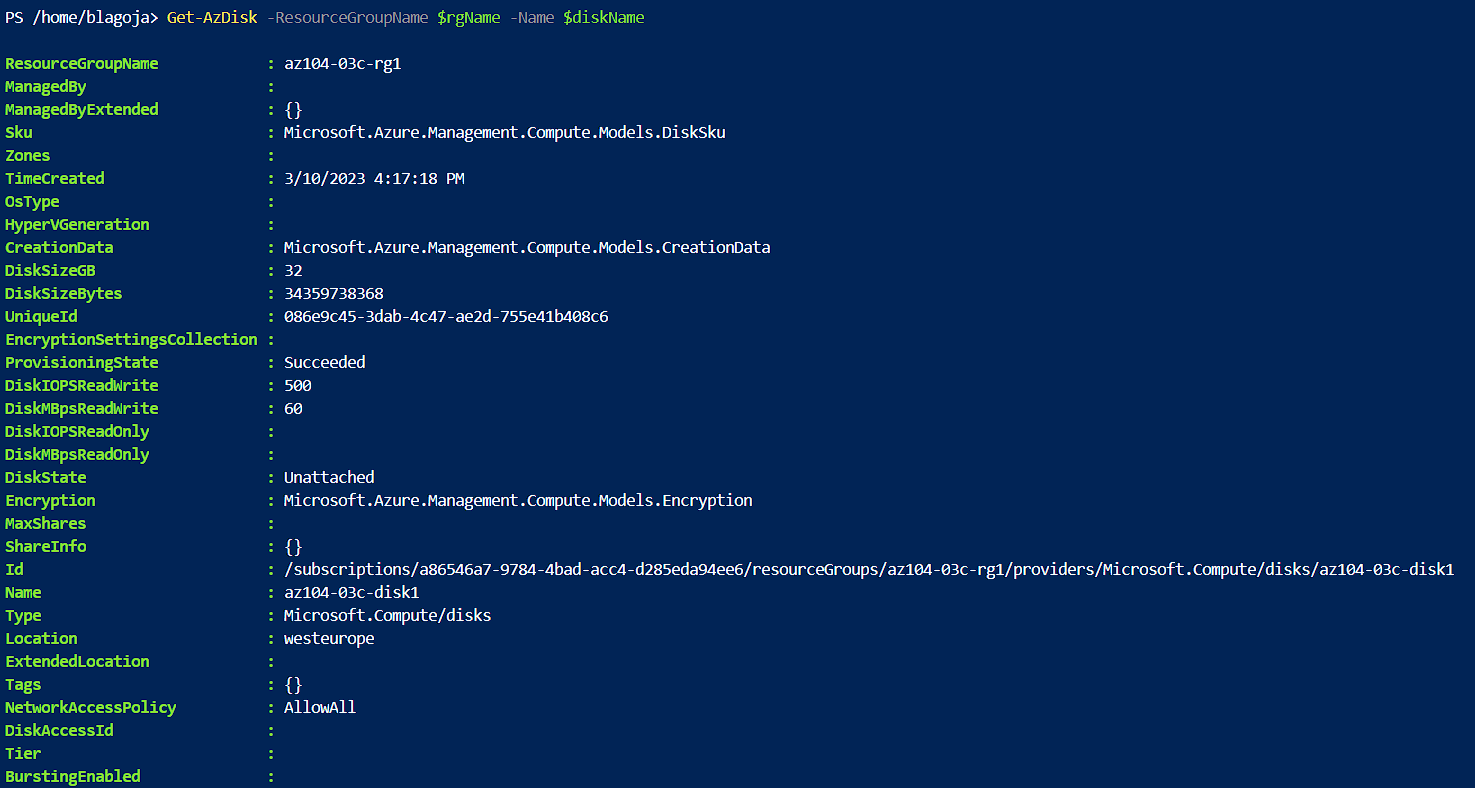 PS /home/blagoja> Get-AzDisk -ResourceGroupName $rgName -Name $diskName
ResourceGroupName            : az104-03c-rg1
ManagedBy                    :
ManagedByExtended            : {}
Sku                          : Microsoft.Azure.Management.Compute.Models.DiskSku
Zones                        :
TimeCreated                  : 3/10/2023 4:17:18 PM
OsType                       :
HyperVGeneration             :
CreationData                 : Microsoft.Azure.Management.Compute.Models.CreationData
DiskSizeGB                   : 32
DiskSizeBytes                : 34359738368
UniqueId                     : 086e9c45-3dab-4c47-ae2d-755e41b408c6
EncryptionSettingsCollection :
ProvisioningState            : Succeeded
DiskIOPSReadWrite            : 500
DiskMBpsReadWrite            : 60
DiskIOPSReadOnly             :
DiskMBpsReadOnly             :
DiskState                    : Unattached
Encryption                   : Microsoft.Azure.Management.Compute.Models.Encryption
MaxShares                    :
ShareInfo                    : {}
Id                           : /subscriptions/a86546a7-9784-4bad-acc4-d285eda94ee6/resourceGroups/az104-03c-rg1/providers/Microsoft.Compute/disks/az104-03c-disk1
Name                         : az104-03c-disk1
Type                         : Microsoft.Compute/disks
Location                     : westeurope
ExtendedLocation             :
Tags                         : {}
NetworkAccessPolicy          : AllowAll
DiskAccessId                 :
Tier                         :
BurstingEnabled              :